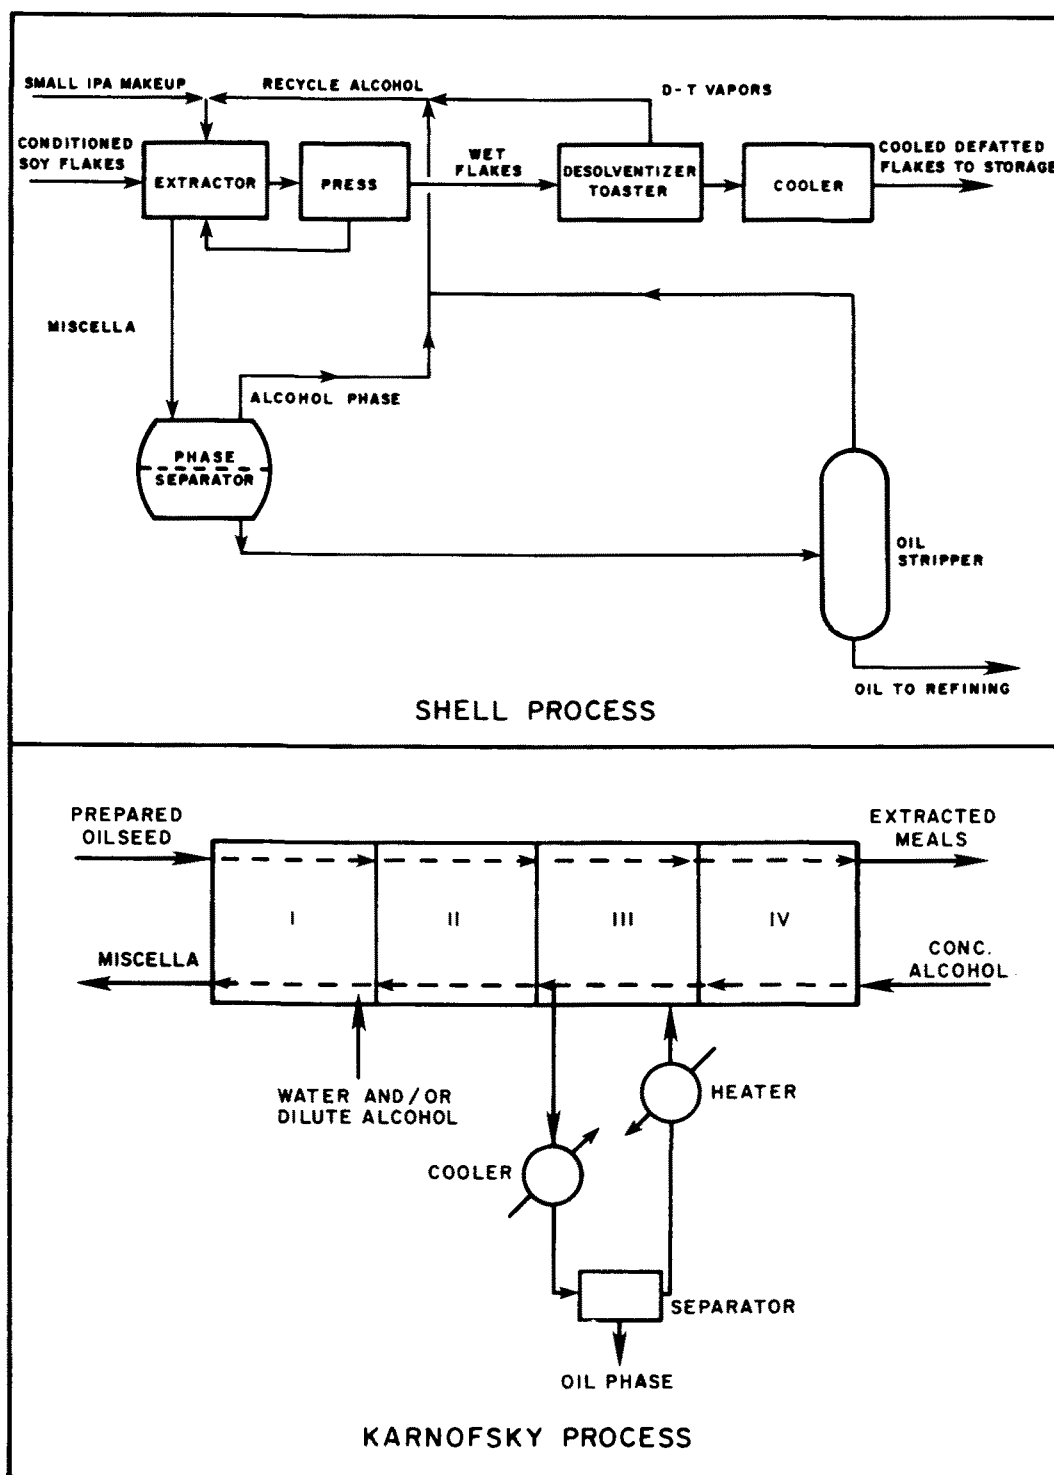 SMALL IPA MAKEUP
RECYCLE ALCOHOL
D-T VAPORS
CONDITIONED
SOY FLAKES
EXTRACTOR
PRESS
WET
FLAKES
DESOLVENTIZER
TOASTER
COOLER
COOLED DEFATTED
FLAKES TO STORAGE
MISCELLA
ALCOHOL PHASE
PHASE
SEPARATOR
OIL
STRIPPER
OIL TO REFINING
SHELL PROCESS
PREPARED
OILSEED
EXTRACTED
MEALS
I
II
III
IV
MISCELLA
CONC.
ALCOHOL
WATER AND/OR
DILUTE ALCOHOL
HEATER
COOLER
SEPARATOR
OIL PHASE
KARNOFSKY PROCESS